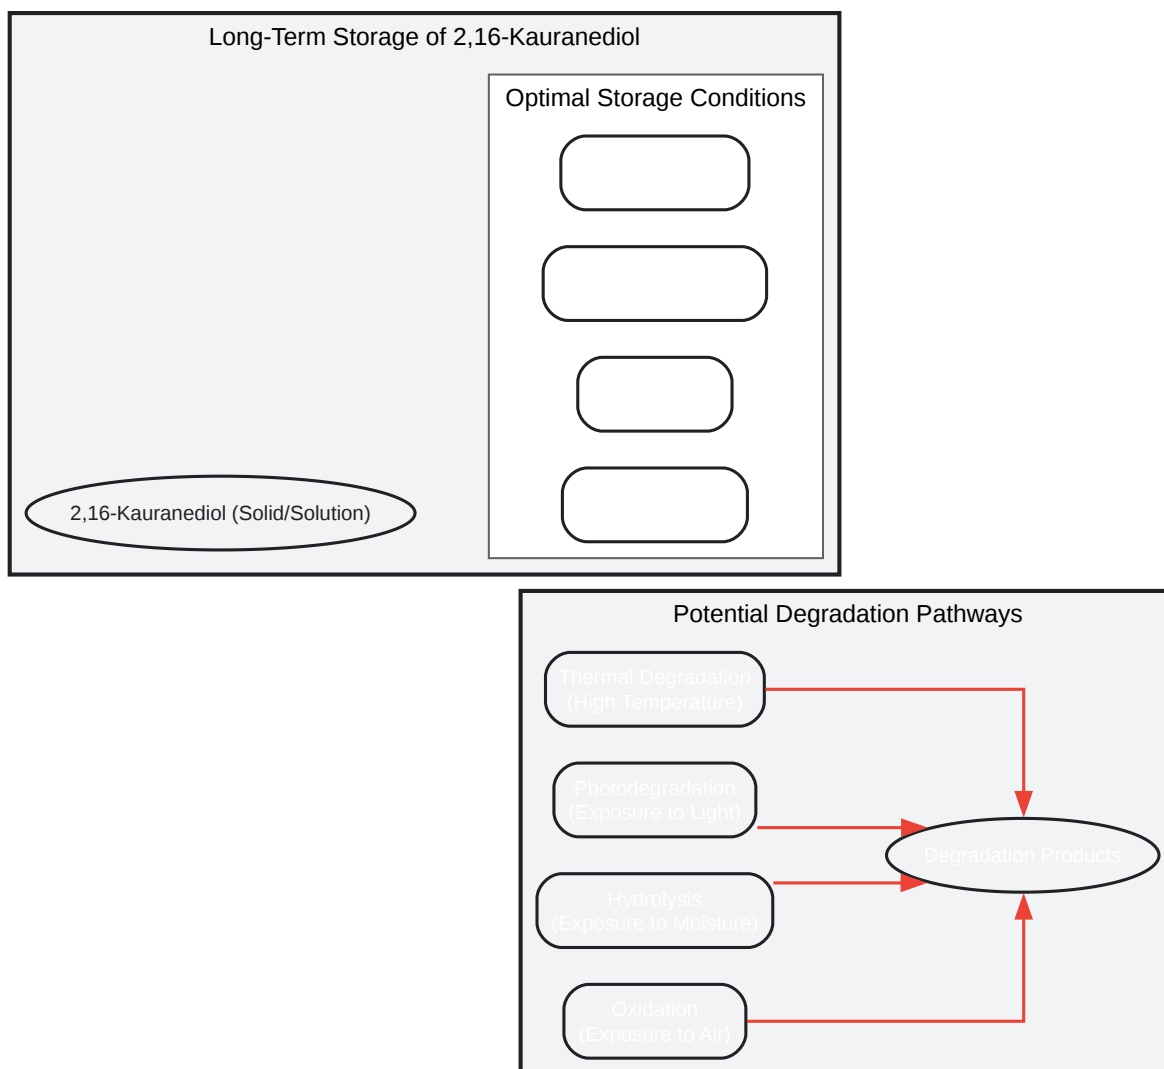 Long-Term Storage of 2,16-Kauranediol
Optimal Storage Conditions
2,16-Kauranediol (Solid/Solution)
Potential Degradation Pathways
Thermal Degradation
(High Temperature)
Photodegradation
(Exposure to Light)
Degradation Products
Hydrolysis
(Exposure to Moisture)
Oxidation
(Exposure to Air)